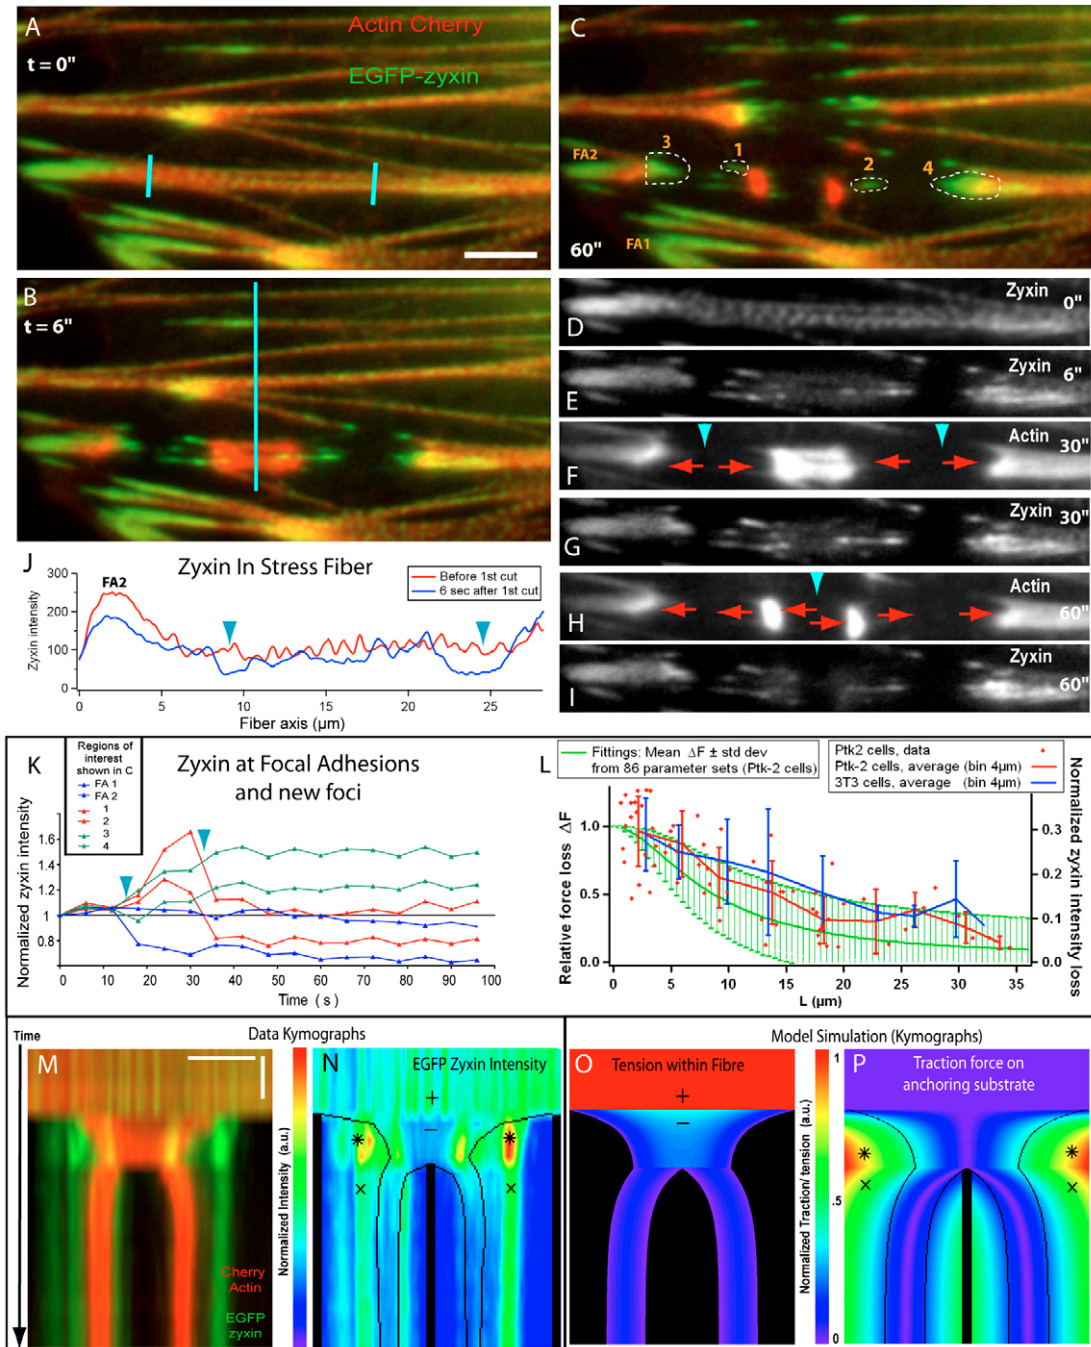 A
Actin Cherry
t = 0"
EGFP-zyxin
B
t = 6"
C
3
1
FA2
2
4
FA1
60"
D
Zyxin
0"
E
Zyxin
6"
F
Actin
30"
G
Zyxin
30"
H
Actin
60"
I
Zyxin
60"
J
Zyxin In Stress Fiber
FA2
Before 1st cut
6 sec after 1st cut
Zyxin intensity
300
200
100
0
0
5
10
15
20
25
Fiber axis (µm)
K
Regions of
interest
shown in C
FA 1
FA 2
1
2
3
4
Zyxin at Focal Adhesions
and new foci
Normalized zyxin intensity
1.6
1.4
1.2
1
0.8
0
10
20
30
40
50
60
70
80
90
100
Time ( s )
L
Fittings: Mean ΔF ± std dev
from 86 parameter sets (Ptk-2 cells)
Ptk2 cells, data
Ptk-2 cells, average (bin 4µm)
3T3 cells, average (bin 4µm)
Relative force loss ΔF
1.0
0.5
0.0
0
5
10
15
20
25
30
35
L (µm)
0.3
0.2
0.1
0.0
Normalized zyxin intensity loss
Time
Data Kymographs
M
Cherry
Actin
EGFP
zyxin
Normalized Intensity (a.u.)
N
EGFP Zyxin Intensity
+
−
*
*
×
×
Model Simulation (Kymographs)
O
Tension within Fibre
+
−
1
.5
0
Normalized Traction/ tension (a.u.)
P
Traction force on
anchoring substrate
*
*
×
×